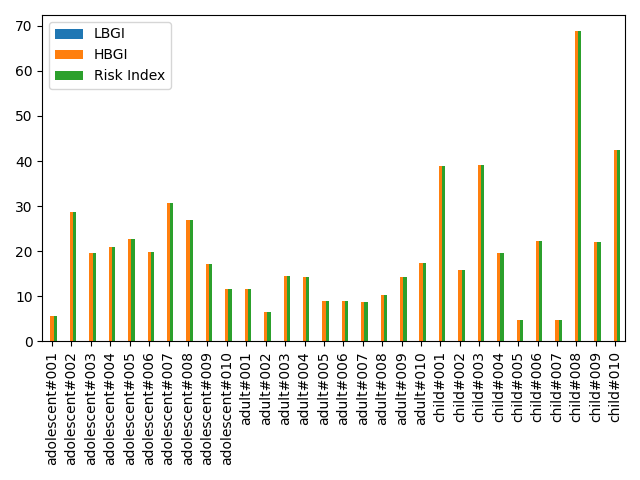 70
60
50
40
30
20
10
0
LBGI
HBGI
Risk Index
adolescent#001
adolescent#002
adolescent#003
adolescent#004
adolescent#005
adolescent#006
adolescent#007
adolescent#008
adolescent#009
adolescent#010
adult#001
adult#002
adult#003
adult#004
adult#005
adult#006
adult#007
adult#008
adult#009
adult#010
child#001
child#002
child#003
child#004
child#005
child#006
child#007
child#008
child#009
child#010